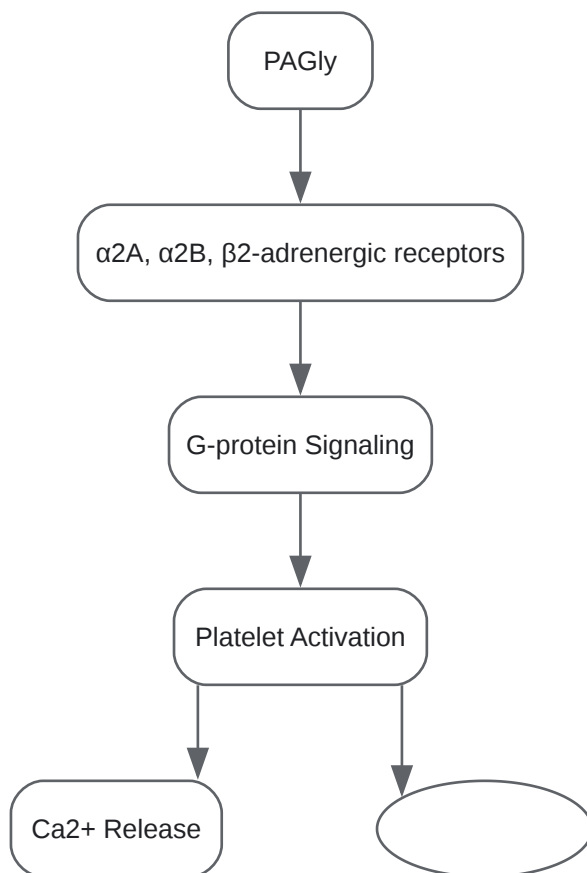 PAGly
α2A, α2B, β2-adrenergic receptors
G-protein Signaling
Platelet Activation
Ca2+ Release